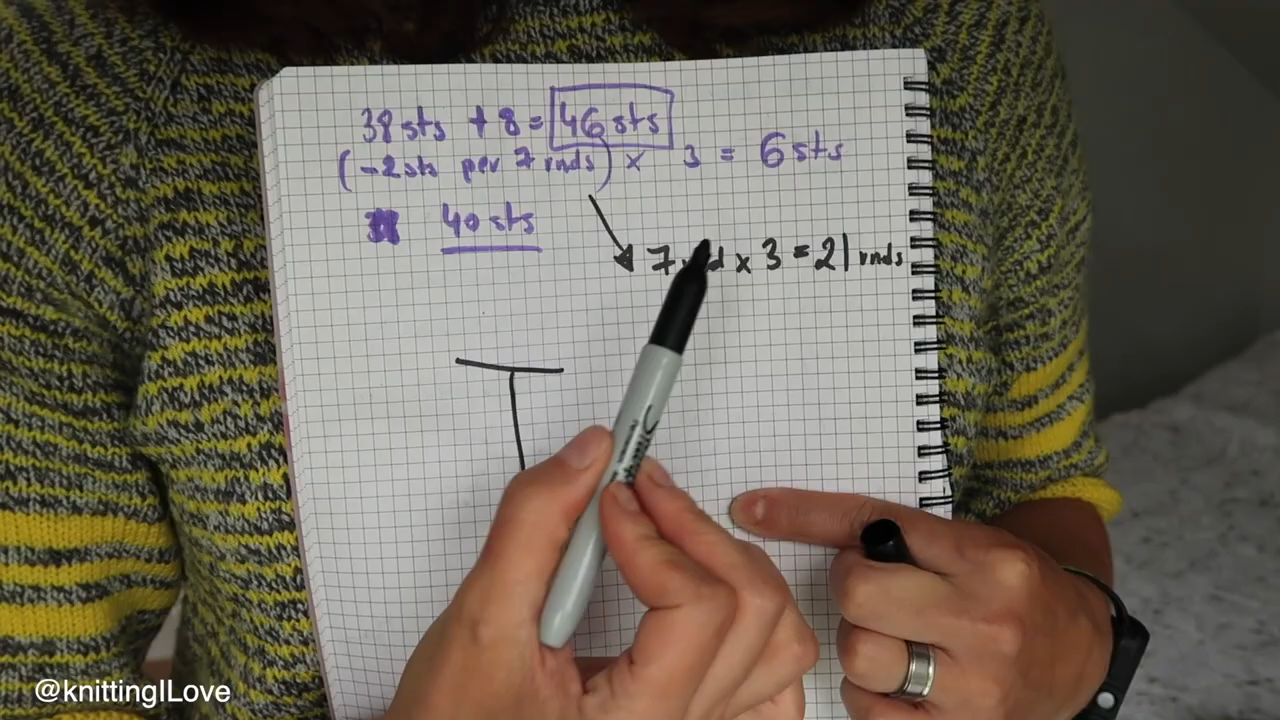 38 sts + 8 = 46 sts
(-2 sts per 7 rnds) x 3 = 6 sts
40 sts
7 x 3 = 21 rnds
@knittingILove